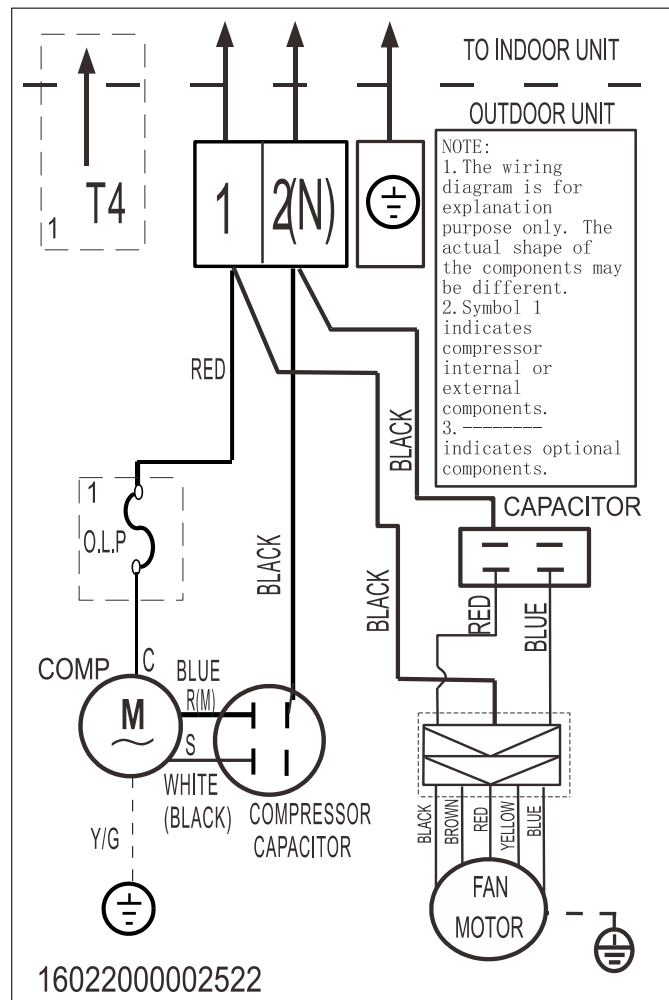 TO INDOOR UNIT
OUTDOOR UNIT
1 T4
1
2(N)
NOTE:
1.The wiring
diagram is for
explanation
purpose only. The
actual shape of
the components may
be different.
2.Symbol 1
indicates
compressor
internal or
external
components.
3.--------
indicates optional
components.
RED
BLACK
1
O.L.P
BLACK
BLACK
CAPACITOR
RED
BLUE
COMP
C
BLUE
R(M)
M
S
WHITE
(BLACK)
COMPRESSOR
CAPACITOR
Y/G
BLACK
BROWN
RED
YELLOW
BLUE
FAN
MOTOR
16022000002522